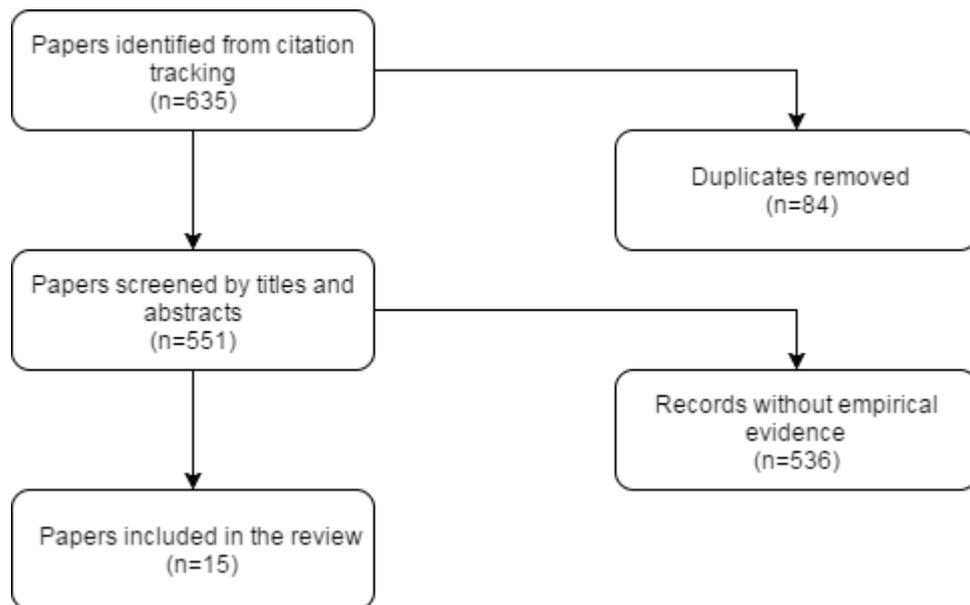 Papers identified from citation
tracking
(n=635)
Duplicates removed
(n=84)
Papers screened by titles and
abstracts
(n=551)
Records without empirical
evidence
(n=536)
Papers included in the review
(n=15)